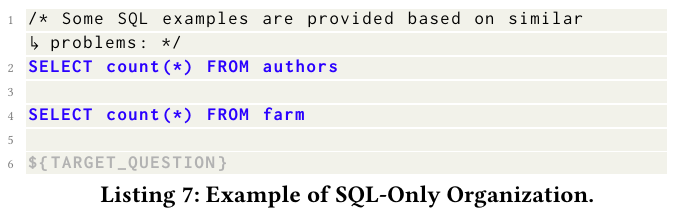 1 /* Some SQL examples are provided based on similar
↳ problems: */
2 SELECT count(*) FROM authors
3
4 SELECT count(*) FROM farm
5
6 ${TARGET_QUESTION}
Listing 7: Example of SQL-Only Organization.